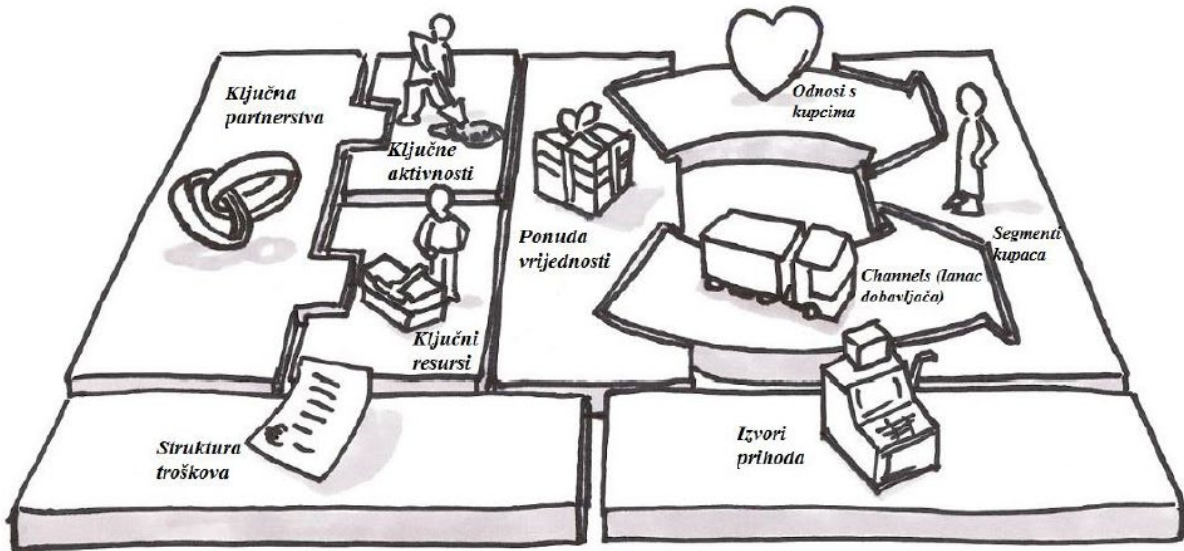 Ključna
partnerstva
Ključne
aktivnosti
Ključni
resursi
Ponuda
vrijednosti
Odnosi s
kupcima
Channels (lanac
dobavljača)
Segmenti
kupaca
Struktura
troškova
Izvori
prihoda